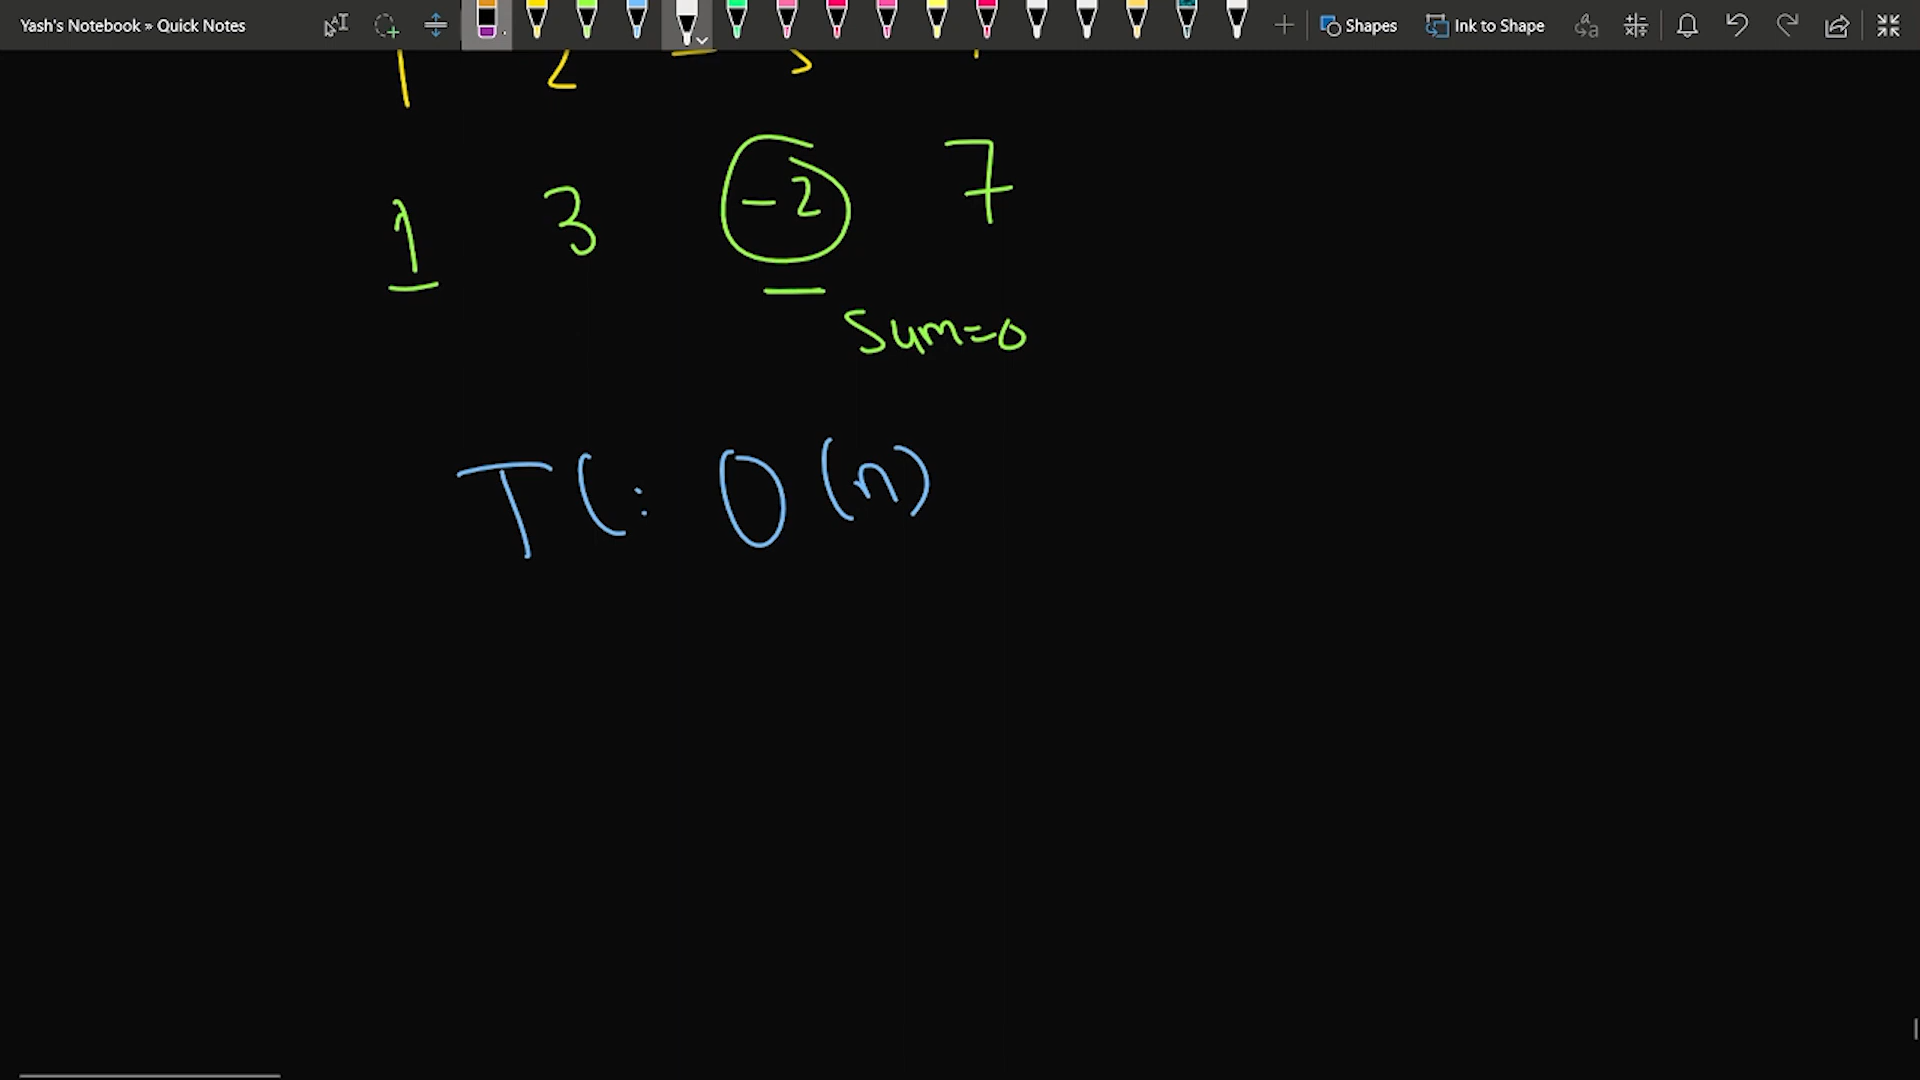 Yash's Notebook » Quick Notes Shapes Ink to Shape
1 2 3
1 3 -2 7
Sum=0
TC: O(n)